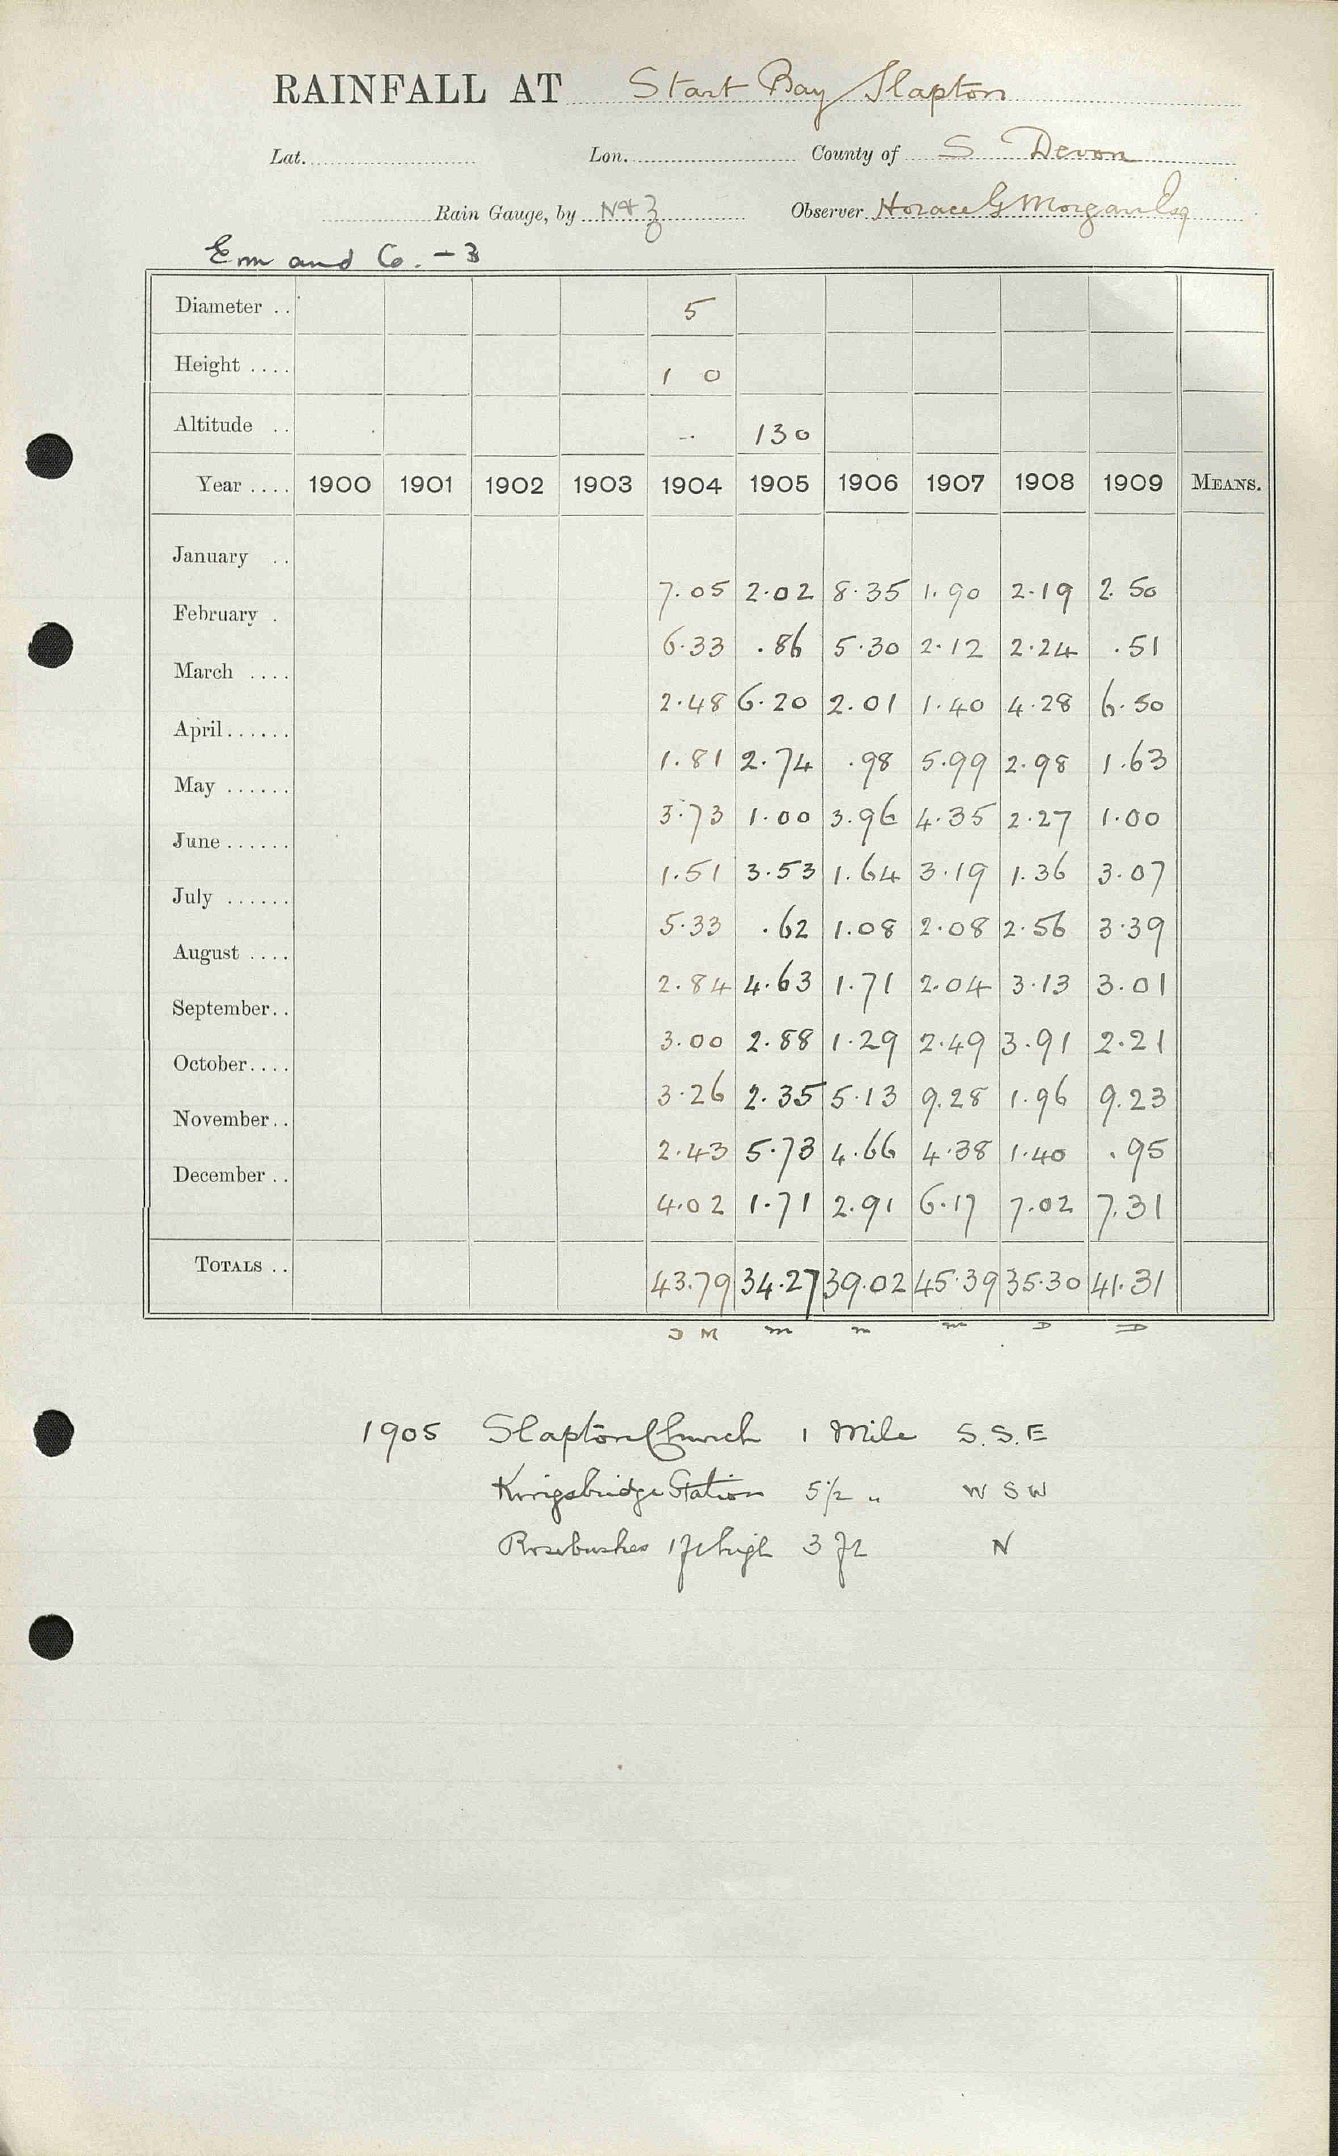 RAINFALL AT Start Bay Slapton
Lat. Lon. County of S Devon
Rain Gauge, by N&Z Observer Horace G Morgan Esq
Em and Co. - 3
Diameter .. 5
Height .... 1 0
Altitude .. - 130
Year .... 1900 1901 1902 1903 1904 1905 1906 1907 1908 1909 MEANS.
January .. 7.05 2.02 8.35 1.90 2.19 2.50
February . 6.33 .86 5.30 2.12 2.24 .51
March .... 2.48 6.20 2.01 1.40 4.28 6.50
April...... 1.81 2.74 .98 5.99 2.98 1.63
May ...... 3.73 1.00 3.96 4.35 2.27 1.00
June ...... 1.51 3.53 1.64 3.19 1.36 3.07
July ...... 5.33 .62 1.08 2.08 2.56 3.39
August .... 2.84 4.63 1.71 2.04 3.13 3.01
September.. 3.00 2.88 1.29 2.49 3.91 2.21
October.... 3.26 2.35 5.13 9.28 1.96 9.23
November.. 2.43 5.73 4.66 4.38 1.40 .95
December .. 4.02 1.71 2.91 6.17 7.02 7.31
TOTALS .. 43.79 34.27 39.02 45.39 35.30 41.31
J M m m m D D
1905 Slapton Church 1 Mile S.S.E
Kingsbridge Station 5 1/2 " W S W
Rosebushes 1 ft high 3 ft N